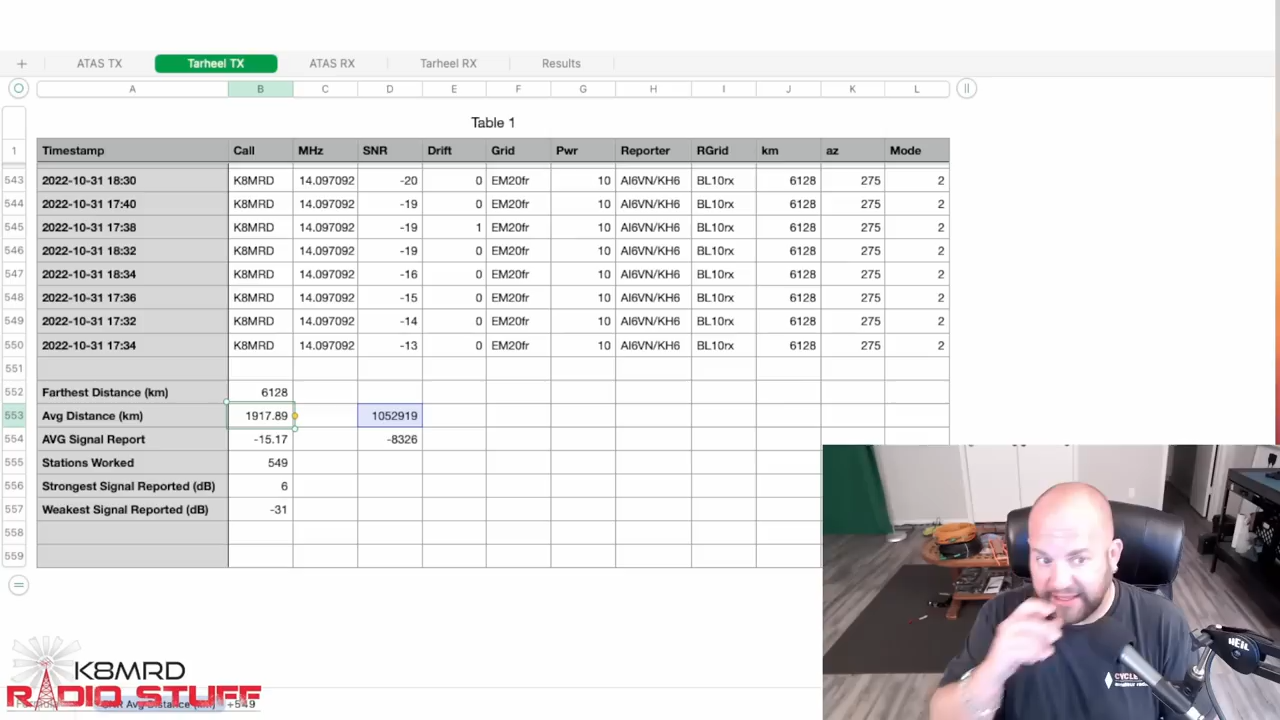 + ATAS TX Tarheel TX ATAS RX Tarheel RX Results
A B C D E F G H I J K L
Table 1
1 Timestamp Call MHz SNR Drift Grid Pwr Reporter RGrid km az Mode
543 2022-10-31 18:30 K8MRD 14.097092 -20 0 EM20fr 10 AI6VN/KH6 BL10rx 6128 275 2
544 2022-10-31 17:40 K8MRD 14.097092 -19 0 EM20fr 10 AI6VN/KH6 BL10rx 6128 275 2
545 2022-10-31 17:38 K8MRD 14.097092 -19 1 EM20fr 10 AI6VN/KH6 BL10rx 6128 275 2
546 2022-10-31 18:32 K8MRD 14.097092 -19 0 EM20fr 10 AI6VN/KH6 BL10rx 6128 275 2
547 2022-10-31 18:34 K8MRD 14.097092 -16 0 EM20fr 10 AI6VN/KH6 BL10rx 6128 275 2
548 2022-10-31 17:36 K8MRD 14.097092 -15 0 EM20fr 10 AI6VN/KH6 BL10rx 6128 275 2
549 2022-10-31 17:32 K8MRD 14.097092 -14 0 EM20fr 10 AI6VN/KH6 BL10rx 6128 275 2
550 2022-10-31 17:34 K8MRD 14.097092 -13 0 EM20fr 10 AI6VN/KH6 BL10rx 6128 275 2
551
552 Farthest Distance (km) 6128
553 Avg Distance (km) 1917.89 1052919
554 AVG Signal Report -15.17 -8326
555 Stations Worked 549
556 Strongest Signal Reported (dB) 6
557 Weakest Signal Reported (dB) -31
558
559
HEIL
CYCLE
K8MRD
RADIO STUFF
Avg Distance (km) ÷549